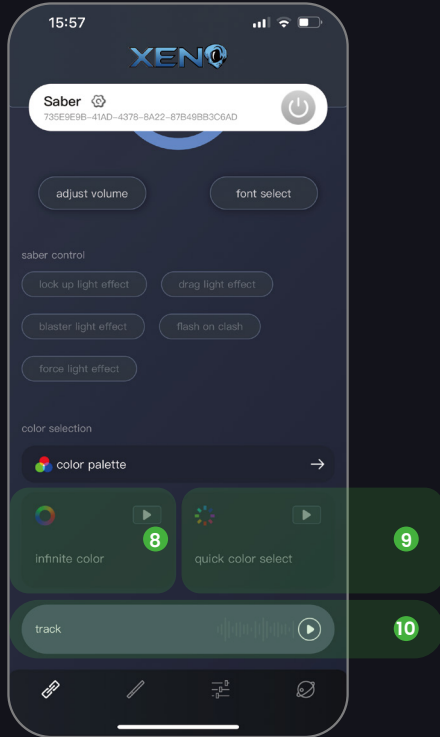 15:57
XENO
Saber
735E9E9B-41AD-4378-8A22-87B49BB3C6AD
adjust volume
font select
saber control
lock up light effect
drag light effect
blaster light effect
flash on clash
force light effect
color selection
color palette
infinite color
8
quick color select
9
track
10